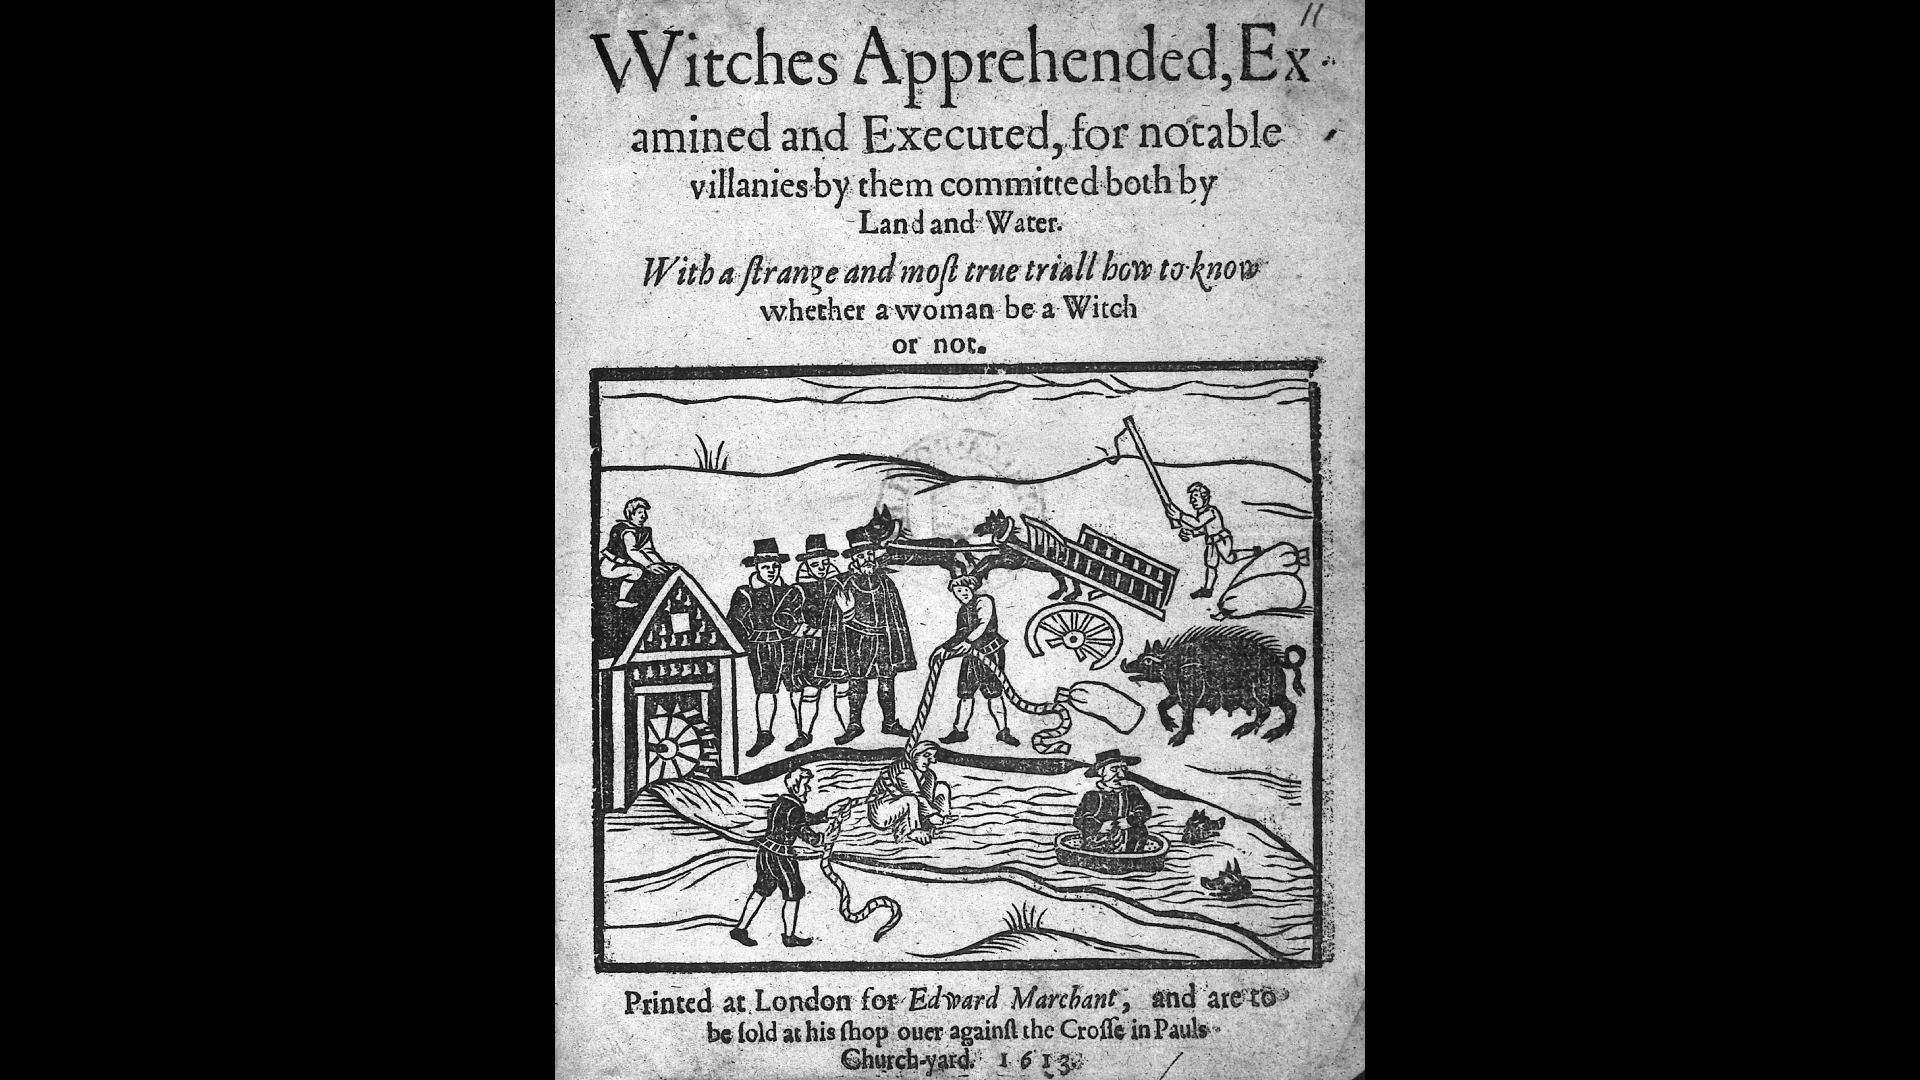 11
Witches Apprehended, Ex-
amined and Executed, for notable
villanies by them committed both by
Land and Water.
With a ſtrange and moſt true triall how to know
whether a woman be a Witch
or not.
Printed at London for Edward Marchant, and are to
be ſold at his ſhop ouer againſt the Croſſe in Pauls
Church-yard. 1613.